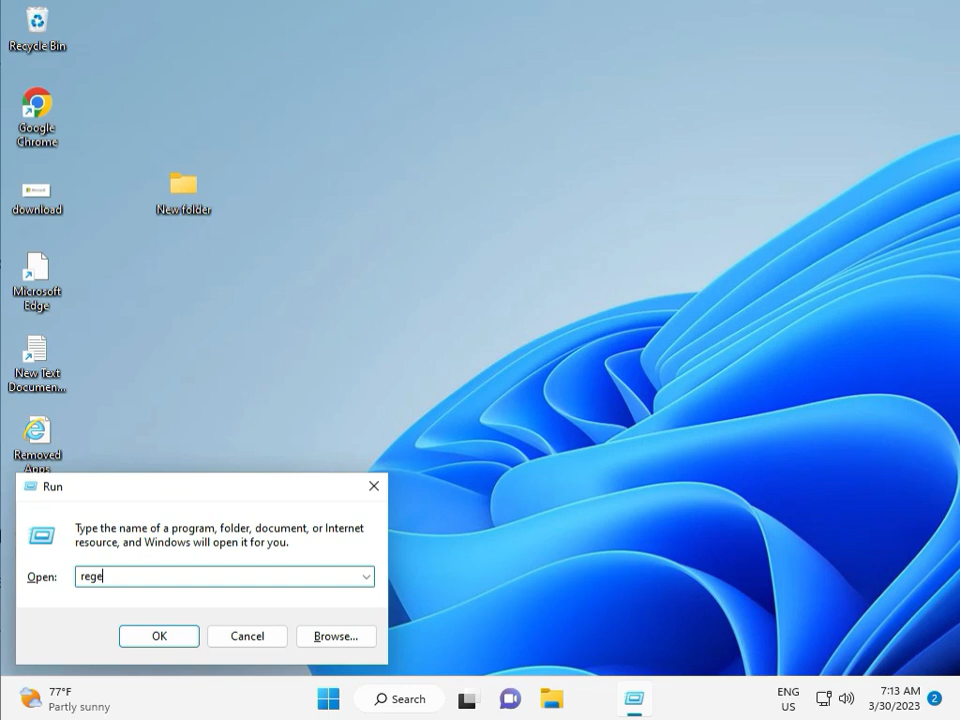 Recycle Bin
Google
Chrome
download
New folder
Microsoft
Edge
New Text
Documen...
Removed
Apps
Run
Type the name of a program, folder, document, or Internet
resource, and Windows will open it for you.
Open:
rege
OK
Cancel
Browse...
77°F
Partly sunny
Search
ENG
US
7:13 AM
3/30/2023
2